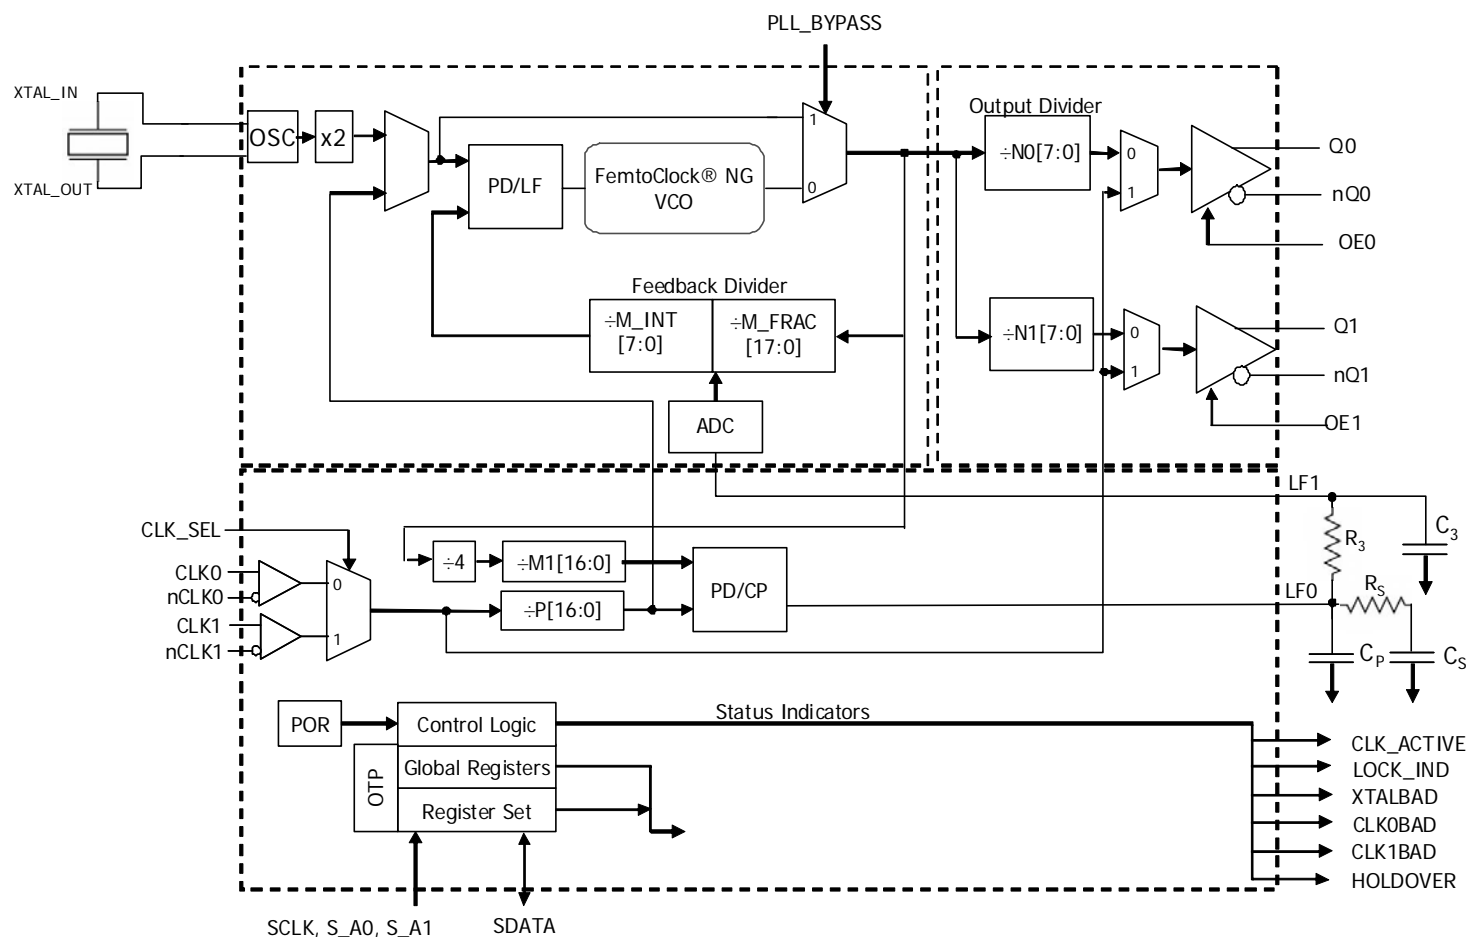 PLL_BYPASS
XTAL_IN
XTAL_OUT
OSC
x2
PD/LF
FemtoClock® NG
VCO
1
0
Output Divider
÷N0[7:0]
0
1
Q0
nQ0
OE0
Feedback Divider
÷M_INT
[7:0]
÷M_FRAC
[17:0]
÷N1[7:0]
0
1
Q1
nQ1
OE1
ADC
LF1
CLK_SEL
CLK0
nCLK0
CLK1
nCLK1
0
1
÷4
÷M1[16:0]
÷P[16:0]
PD/CP
R3
C3
LF0
RS
CP
CS
POR
Control Logic
Status Indicators
OTP
Global Registers
Register Set
CLK_ACTIVE
LOCK_IND
XTALBAD
CLK0BAD
CLK1BAD
HOLDOVER
SCLK, S_A0, S_A1
SDATA